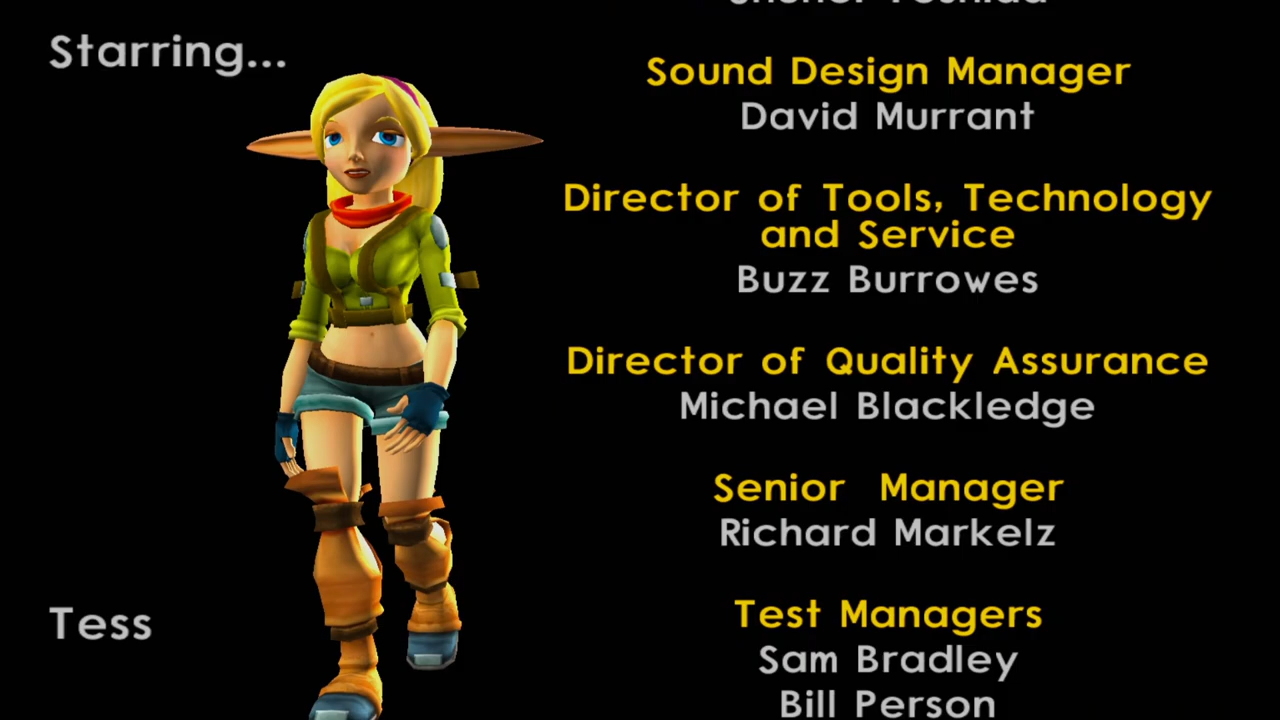 Starring...
Sound Design Manager
David Murrant
Director of Tools, Technology
and Service
Buzz Burrowes
Director of Quality Assurance
Michael Blackledge
Senior Manager
Richard Markelz
Test Managers
Sam Bradley
Bill Person
Tess